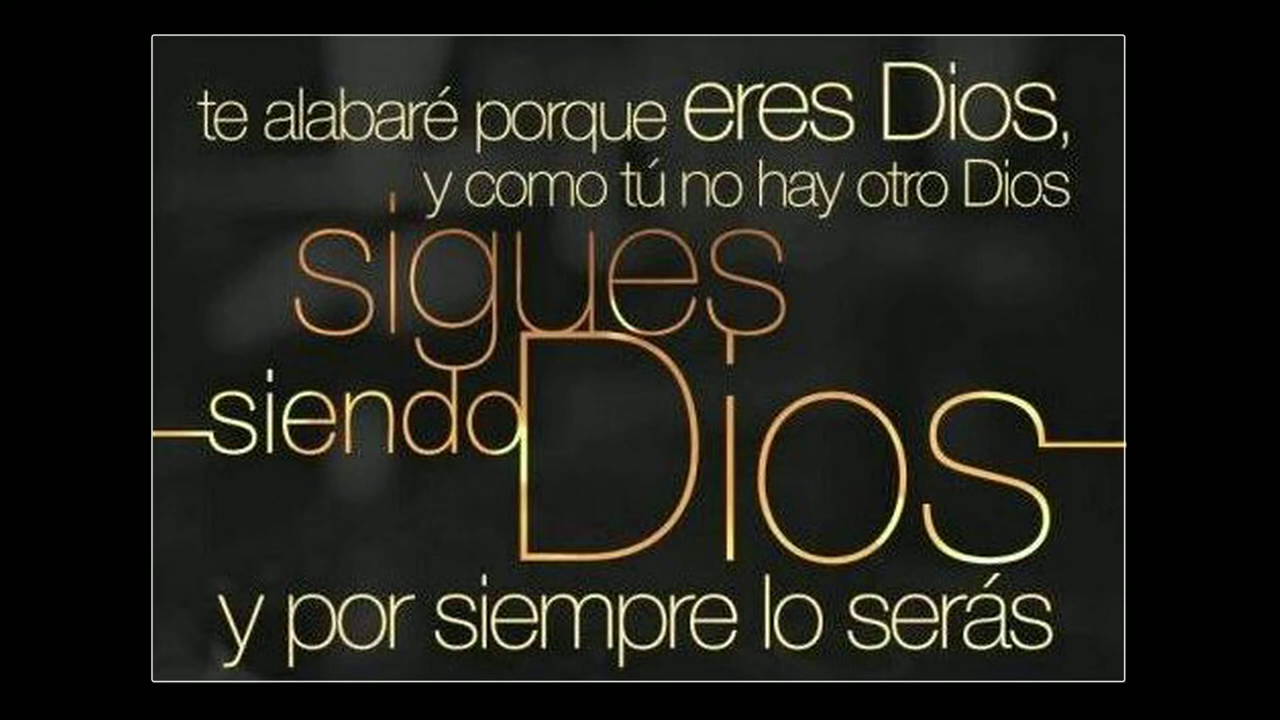 te alabaré porque eres Dios,
y como tú no hay otro Dios
sigues
siendo Dios
y por siempre lo serás